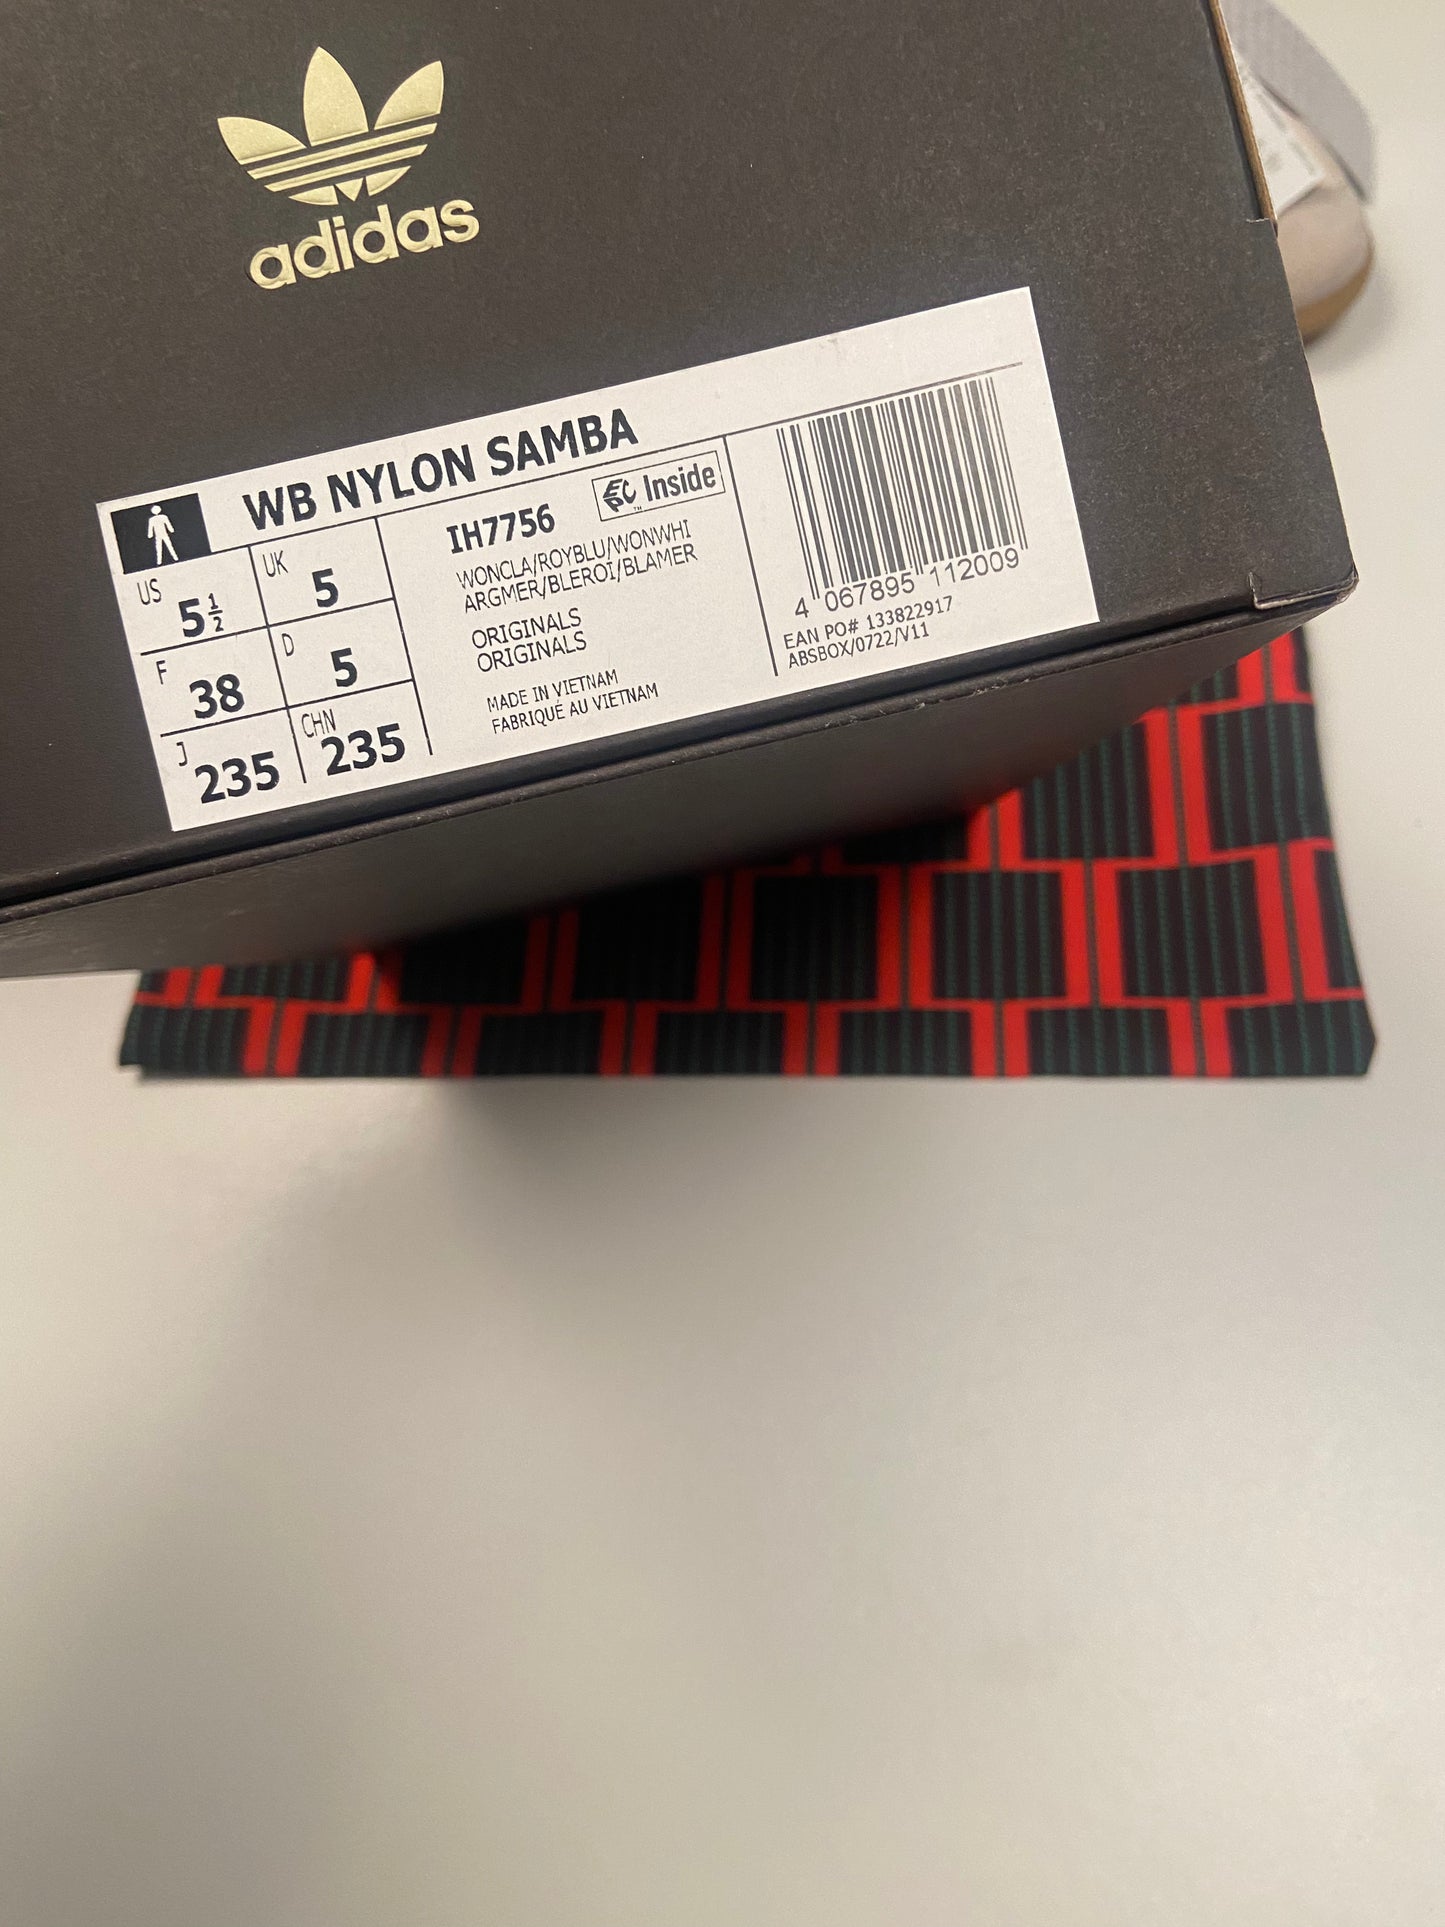 adidas
WB NYLON SAMBA
US 5½
UK 5
F 38
D 5
J 235
CHN 235
IH7756
EPC Inside™
WONCLA/ROYBLU/WONWHI
ARGMER/BLEROI/BLAMER
ORIGINALS
ORIGINALS
MADE IN VIETNAM
FABRIQUÉ AU VIETNAM
4 067895 112009
EAN PO# 133822917
ABSBOX/0722/V11